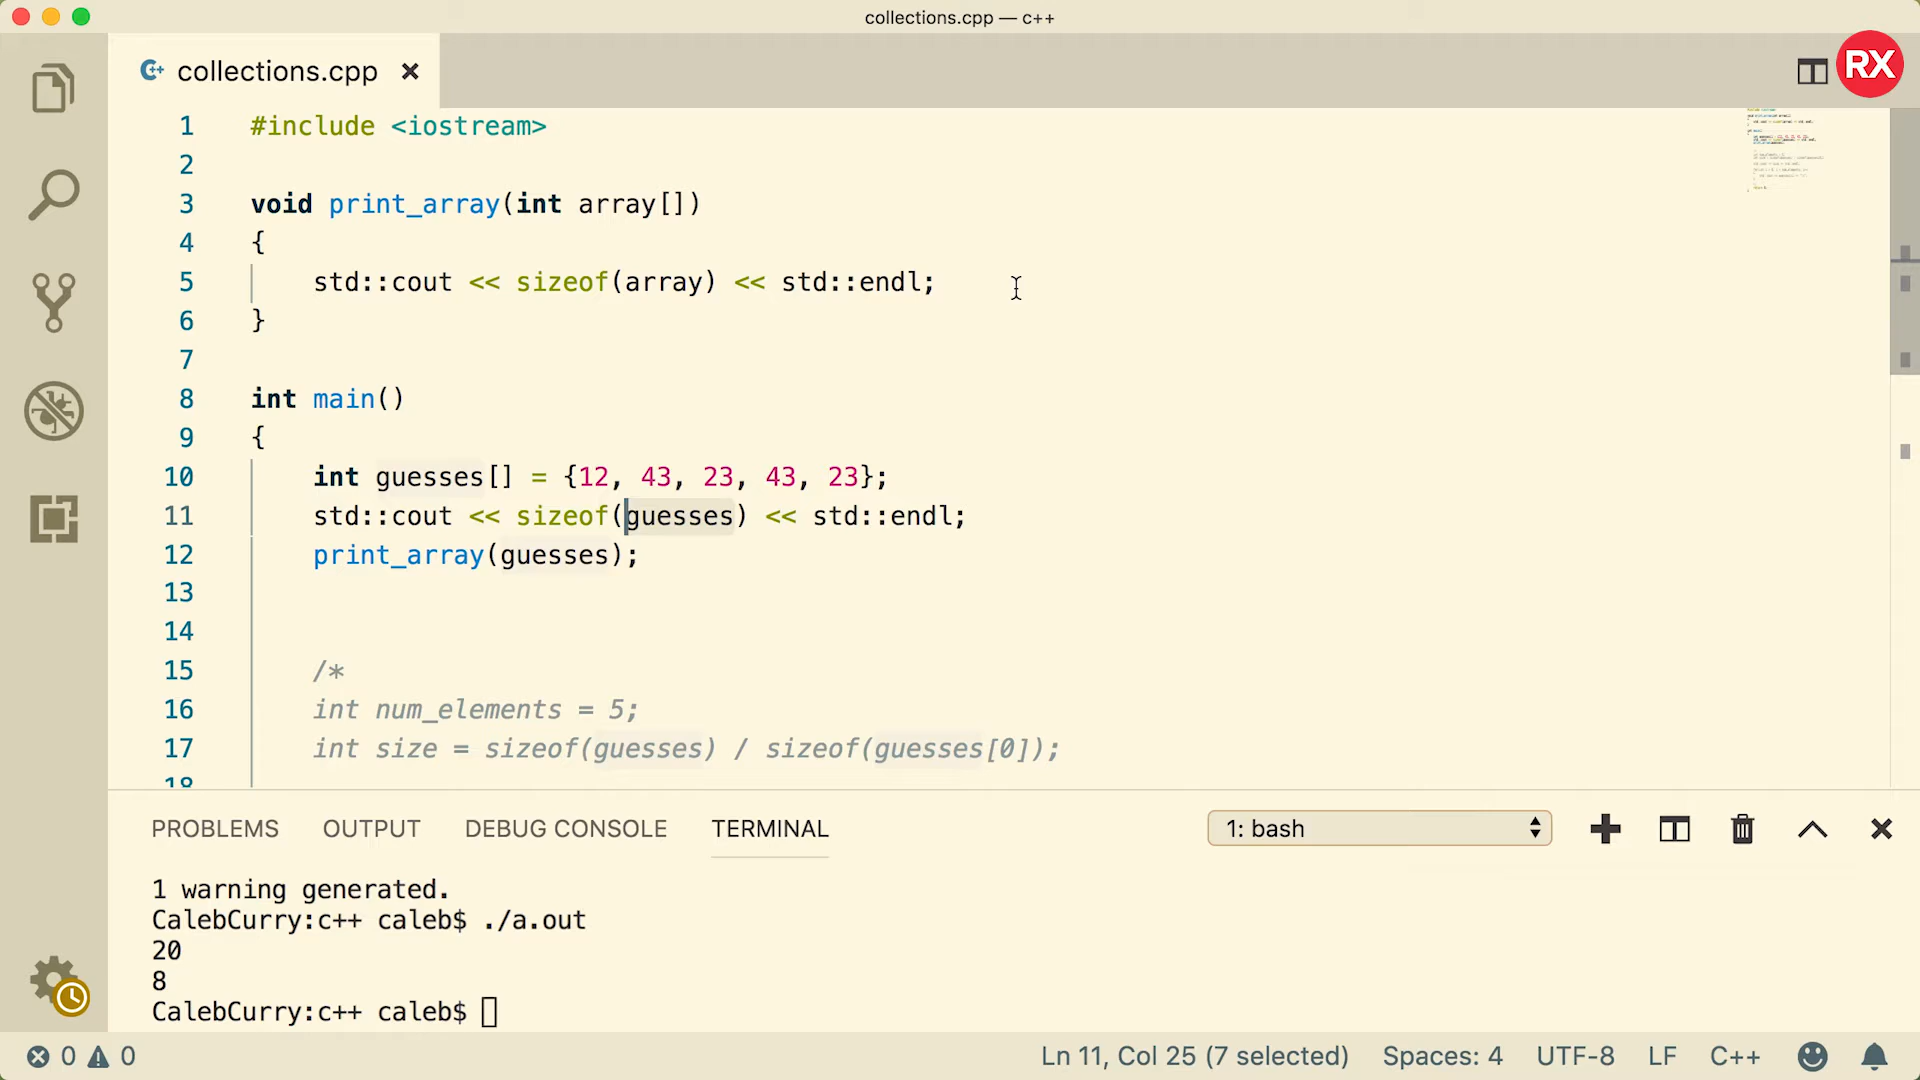 collections.cpp — c++
collections.cpp
RX
1 #include <iostream>
2
3 void print_array(int array[])
4 {
5 std::cout << sizeof(array) << std::endl;
6 }
7
8 int main()
9 {
10 int guesses[] = {12, 43, 23, 43, 23};
11 std::cout << sizeof(guesses) << std::endl;
12 print_array(guesses);
13
14
15 /*
16 int num_elements = 5;
17 int size = sizeof(guesses) / sizeof(guesses[0]);
18
PROBLEMS OUTPUT DEBUG CONSOLE TERMINAL 1: bash
1 warning generated.
CalebCurry:c++ caleb$ ./a.out
20
8
CalebCurry:c++ caleb$
0 0 Ln 11, Col 25 (7 selected) Spaces: 4 UTF-8 LF C++